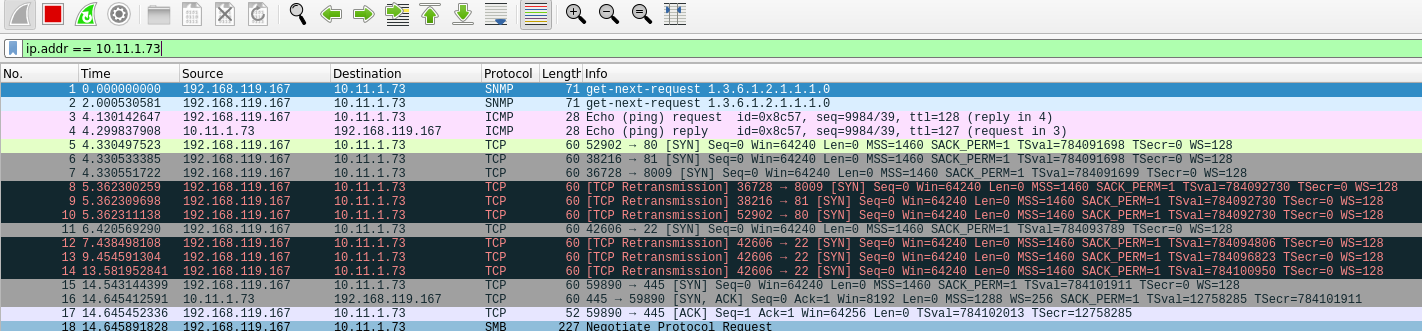 ip.addr == 10.11.1.73
No. Time Source Destination Protocol Length Info
1 0.000000000 192.168.119.167 10.11.1.73 SNMP 71 get-next-request 1.3.6.1.2.1.1.1.0
2 2.000530581 192.168.119.167 10.11.1.73 SNMP 71 get-next-request 1.3.6.1.2.1.1.1.0
3 4.130142647 192.168.119.167 10.11.1.73 ICMP 28 Echo (ping) request id=0x8c57, seq=9984/39, ttl=128 (reply in 4)
4 4.299837908 10.11.1.73 192.168.119.167 ICMP 28 Echo (ping) reply id=0x8c57, seq=9984/39, ttl=127 (request in 3)
5 4.330497523 192.168.119.167 10.11.1.73 TCP 60 52902 → 80 [SYN] Seq=0 Win=64240 Len=0 MSS=1460 SACK_PERM=1 TSval=784091698 TSecr=0 WS=128
6 4.330533385 192.168.119.167 10.11.1.73 TCP 60 38216 → 81 [SYN] Seq=0 Win=64240 Len=0 MSS=1460 SACK_PERM=1 TSval=784091698 TSecr=0 WS=128
7 4.330551722 192.168.119.167 10.11.1.73 TCP 60 36728 → 8009 [SYN] Seq=0 Win=64240 Len=0 MSS=1460 SACK_PERM=1 TSval=784091699 TSecr=0 WS=128
8 5.362300259 192.168.119.167 10.11.1.73 TCP 60 [TCP Retransmission] 36728 → 8009 [SYN] Seq=0 Win=64240 Len=0 MSS=1460 SACK_PERM=1 TSval=784092730 TSecr=0 WS=128
9 5.362309698 192.168.119.167 10.11.1.73 TCP 60 [TCP Retransmission] 38216 → 81 [SYN] Seq=0 Win=64240 Len=0 MSS=1460 SACK_PERM=1 TSval=784092730 TSecr=0 WS=128
10 5.362311138 192.168.119.167 10.11.1.73 TCP 60 [TCP Retransmission] 52902 → 80 [SYN] Seq=0 Win=64240 Len=0 MSS=1460 SACK_PERM=1 TSval=784092730 TSecr=0 WS=128
11 6.420569290 192.168.119.167 10.11.1.73 TCP 60 42606 → 22 [SYN] Seq=0 Win=64240 Len=0 MSS=1460 SACK_PERM=1 TSval=784093789 TSecr=0 WS=128
12 7.438498108 192.168.119.167 10.11.1.73 TCP 60 [TCP Retransmission] 42606 → 22 [SYN] Seq=0 Win=64240 Len=0 MSS=1460 SACK_PERM=1 TSval=784094806 TSecr=0 WS=128
13 9.454591304 192.168.119.167 10.11.1.73 TCP 60 [TCP Retransmission] 42606 → 22 [SYN] Seq=0 Win=64240 Len=0 MSS=1460 SACK_PERM=1 TSval=784096823 TSecr=0 WS=128
14 13.581952841 192.168.119.167 10.11.1.73 TCP 60 [TCP Retransmission] 42606 → 22 [SYN] Seq=0 Win=64240 Len=0 MSS=1460 SACK_PERM=1 TSval=784100950 TSecr=0 WS=128
15 14.543144399 192.168.119.167 10.11.1.73 TCP 60 59890 → 445 [SYN] Seq=0 Win=64240 Len=0 MSS=1460 SACK_PERM=1 TSval=784101911 TSecr=0 WS=128
16 14.645412591 10.11.1.73 192.168.119.167 TCP 60 445 → 59890 [SYN, ACK] Seq=0 Ack=1 Win=8192 Len=0 MSS=1288 WS=256 SACK_PERM=1 TSval=12758285 TSecr=784101911
17 14.645452336 192.168.119.167 10.11.1.73 TCP 52 59890 → 445 [ACK] Seq=1 Ack=1 Win=64256 Len=0 TSval=784102013 TSecr=12758285
18 14.645891828 192.168.119.167 10.11.1.73 SMB 227 Negotiate Protocol Request